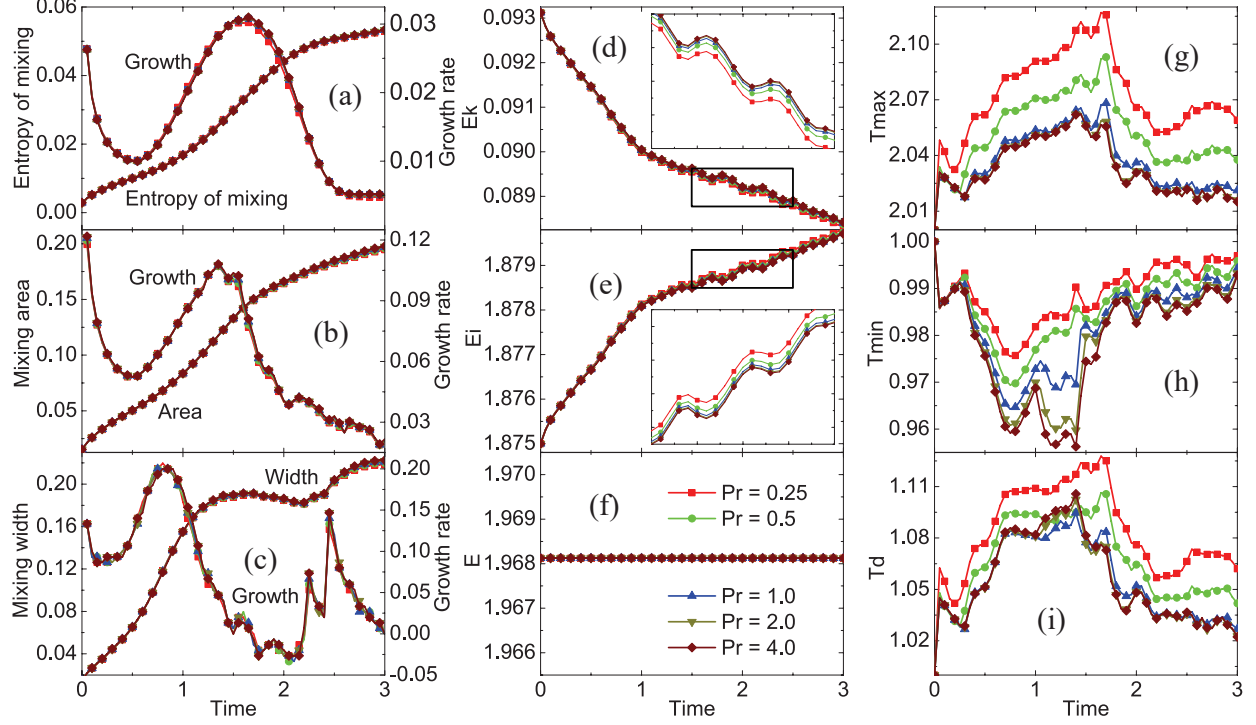 0.06
0.04
0.02
0.00
Entropy of mixing
Growth
(a)
Entropy of mixing
0.03
0.02
0.01
Growth rate
0.20
0.15
0.10
0.05
Mixing area
Growth
(b)
Area
0.12
0.09
0.06
0.03
Growth rate
0.20
0.16
0.12
0.08
0.04
Mixing width
Width
(c)
Growth
0.20
0.15
0.10
0.05
0.00
-0.05
Growth rate
0
1
2
3
Time
0.093
0.092
0.091
0.090
0.089
Ek
(d)
1.879
1.878
1.877
1.876
1.875
Ei
(e)
1.970
1.969
1.968
1.967
1.966
E
(f)
Pr = 0.25
Pr = 0.5
Pr = 1.0
Pr = 2.0
Pr = 4.0
0
1
2
3
Time
2.10
2.07
2.04
2.01
Tmax
(g)
1.00
0.99
0.98
0.97
0.96
Tmin
(h)
1.11
1.08
1.05
1.02
Td
(i)
0
1
2
3
Time